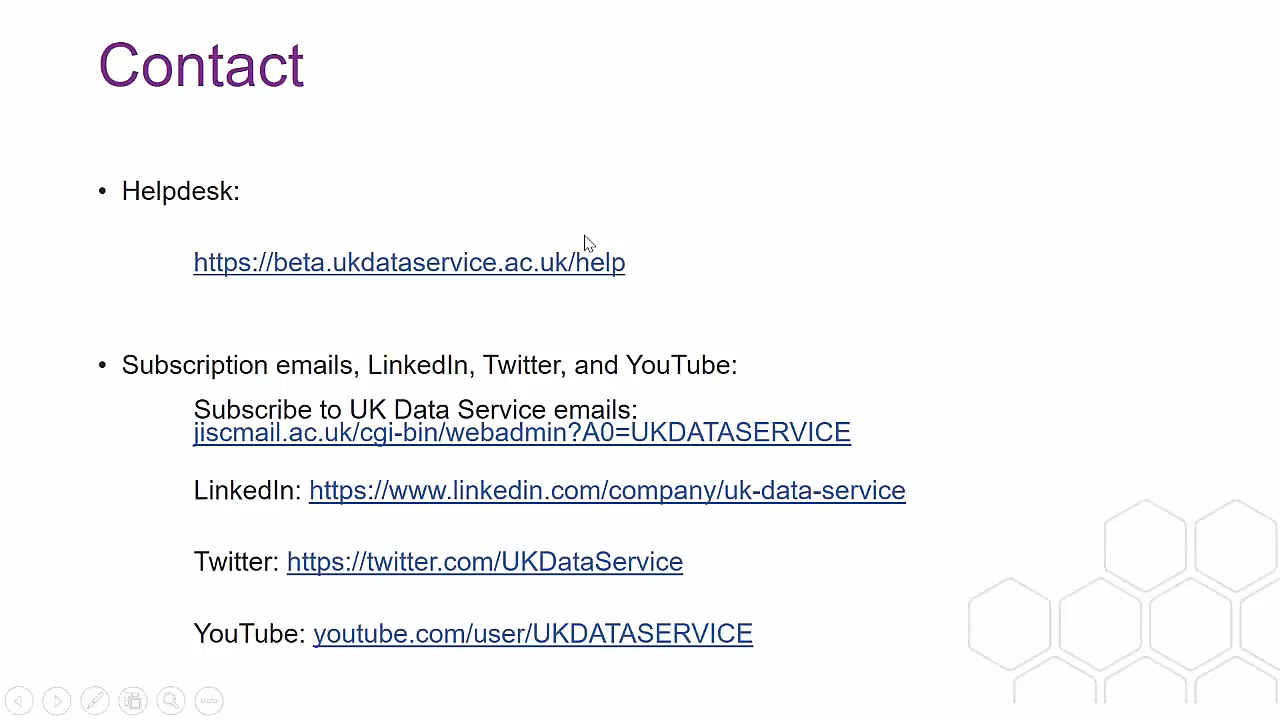 Contact
• Helpdesk:
https://beta.ukdataservice.ac.uk/help
• Subscription emails, LinkedIn, Twitter, and YouTube:
Subscribe to UK Data Service emails:
jiscmail.ac.uk/cgi-bin/webadmin?A0=UKDATASERVICE
LinkedIn: https://www.linkedin.com/company/uk-data-service
Twitter: https://twitter.com/UKDataService
YouTube: youtube.com/user/UKDATASERVICE